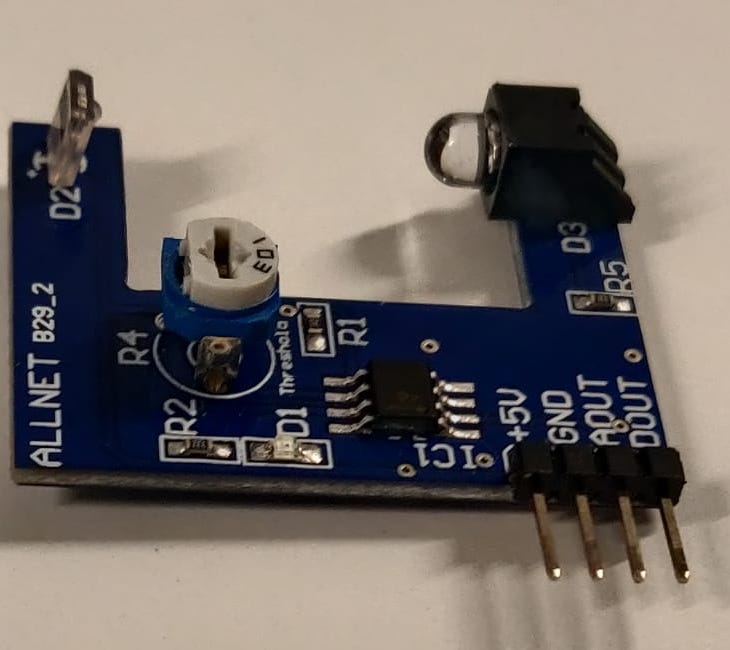 D2
D3
R5
ALLNET B29_2
R4
Threshold
R1
R2
D1
IC1
+5V
GND
AOUT
DOUT